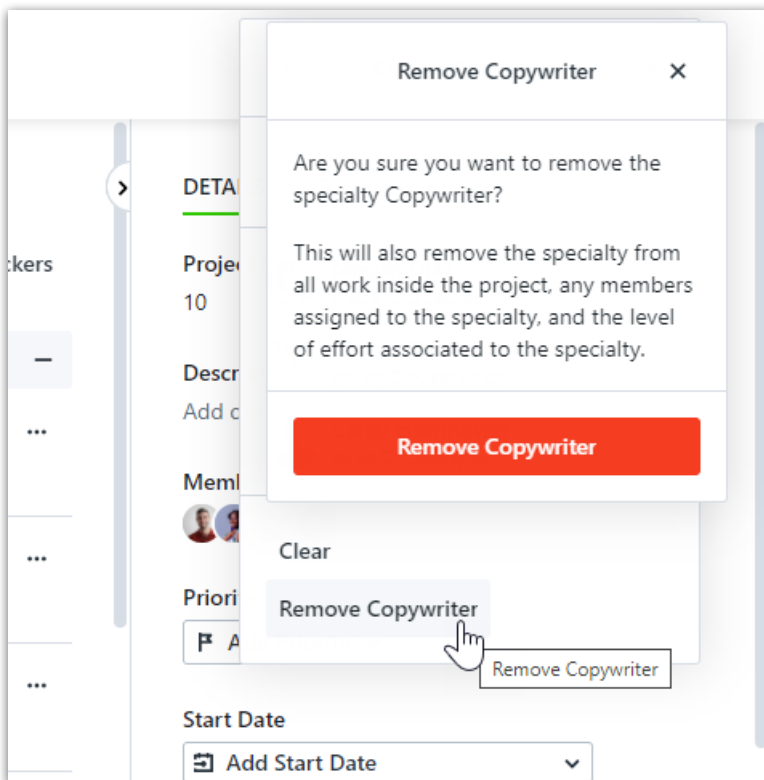 Remove Copywriter
Are you sure you want to remove the
specialty Copywriter?
This will also remove the specialty from
all work inside the project, any members
assigned to the specialty, and the level
of effort associated to the specialty.
Remove Copywriter
Clear
Remove Copywriter
Remove Copywriter
ckers
DETA
Proje
10
Descr
Add
Mem
Priori
A
Start Date
Add Start Date